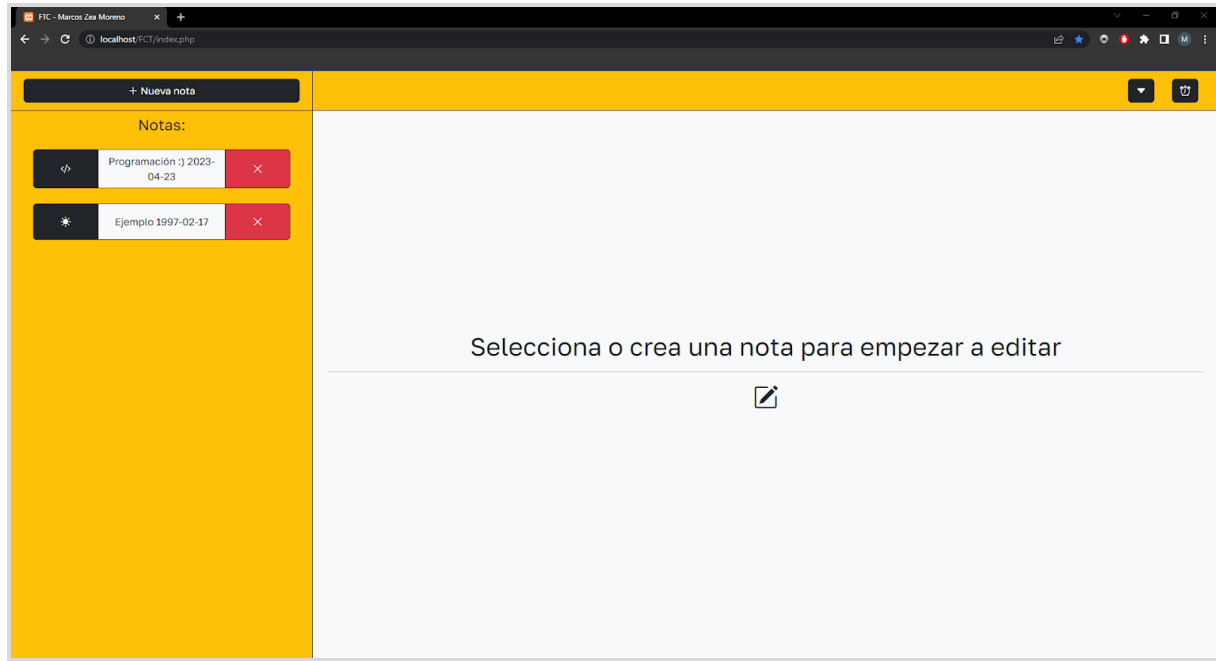 FTC - Marcos Zea Moreno
localhost/FCT/index.php
M
+ Nueva nota
Notas:
</> Programación :) 2023-
04-23
Ejemplo 1997-02-17
Selecciona o crea una nota para empezar a editar